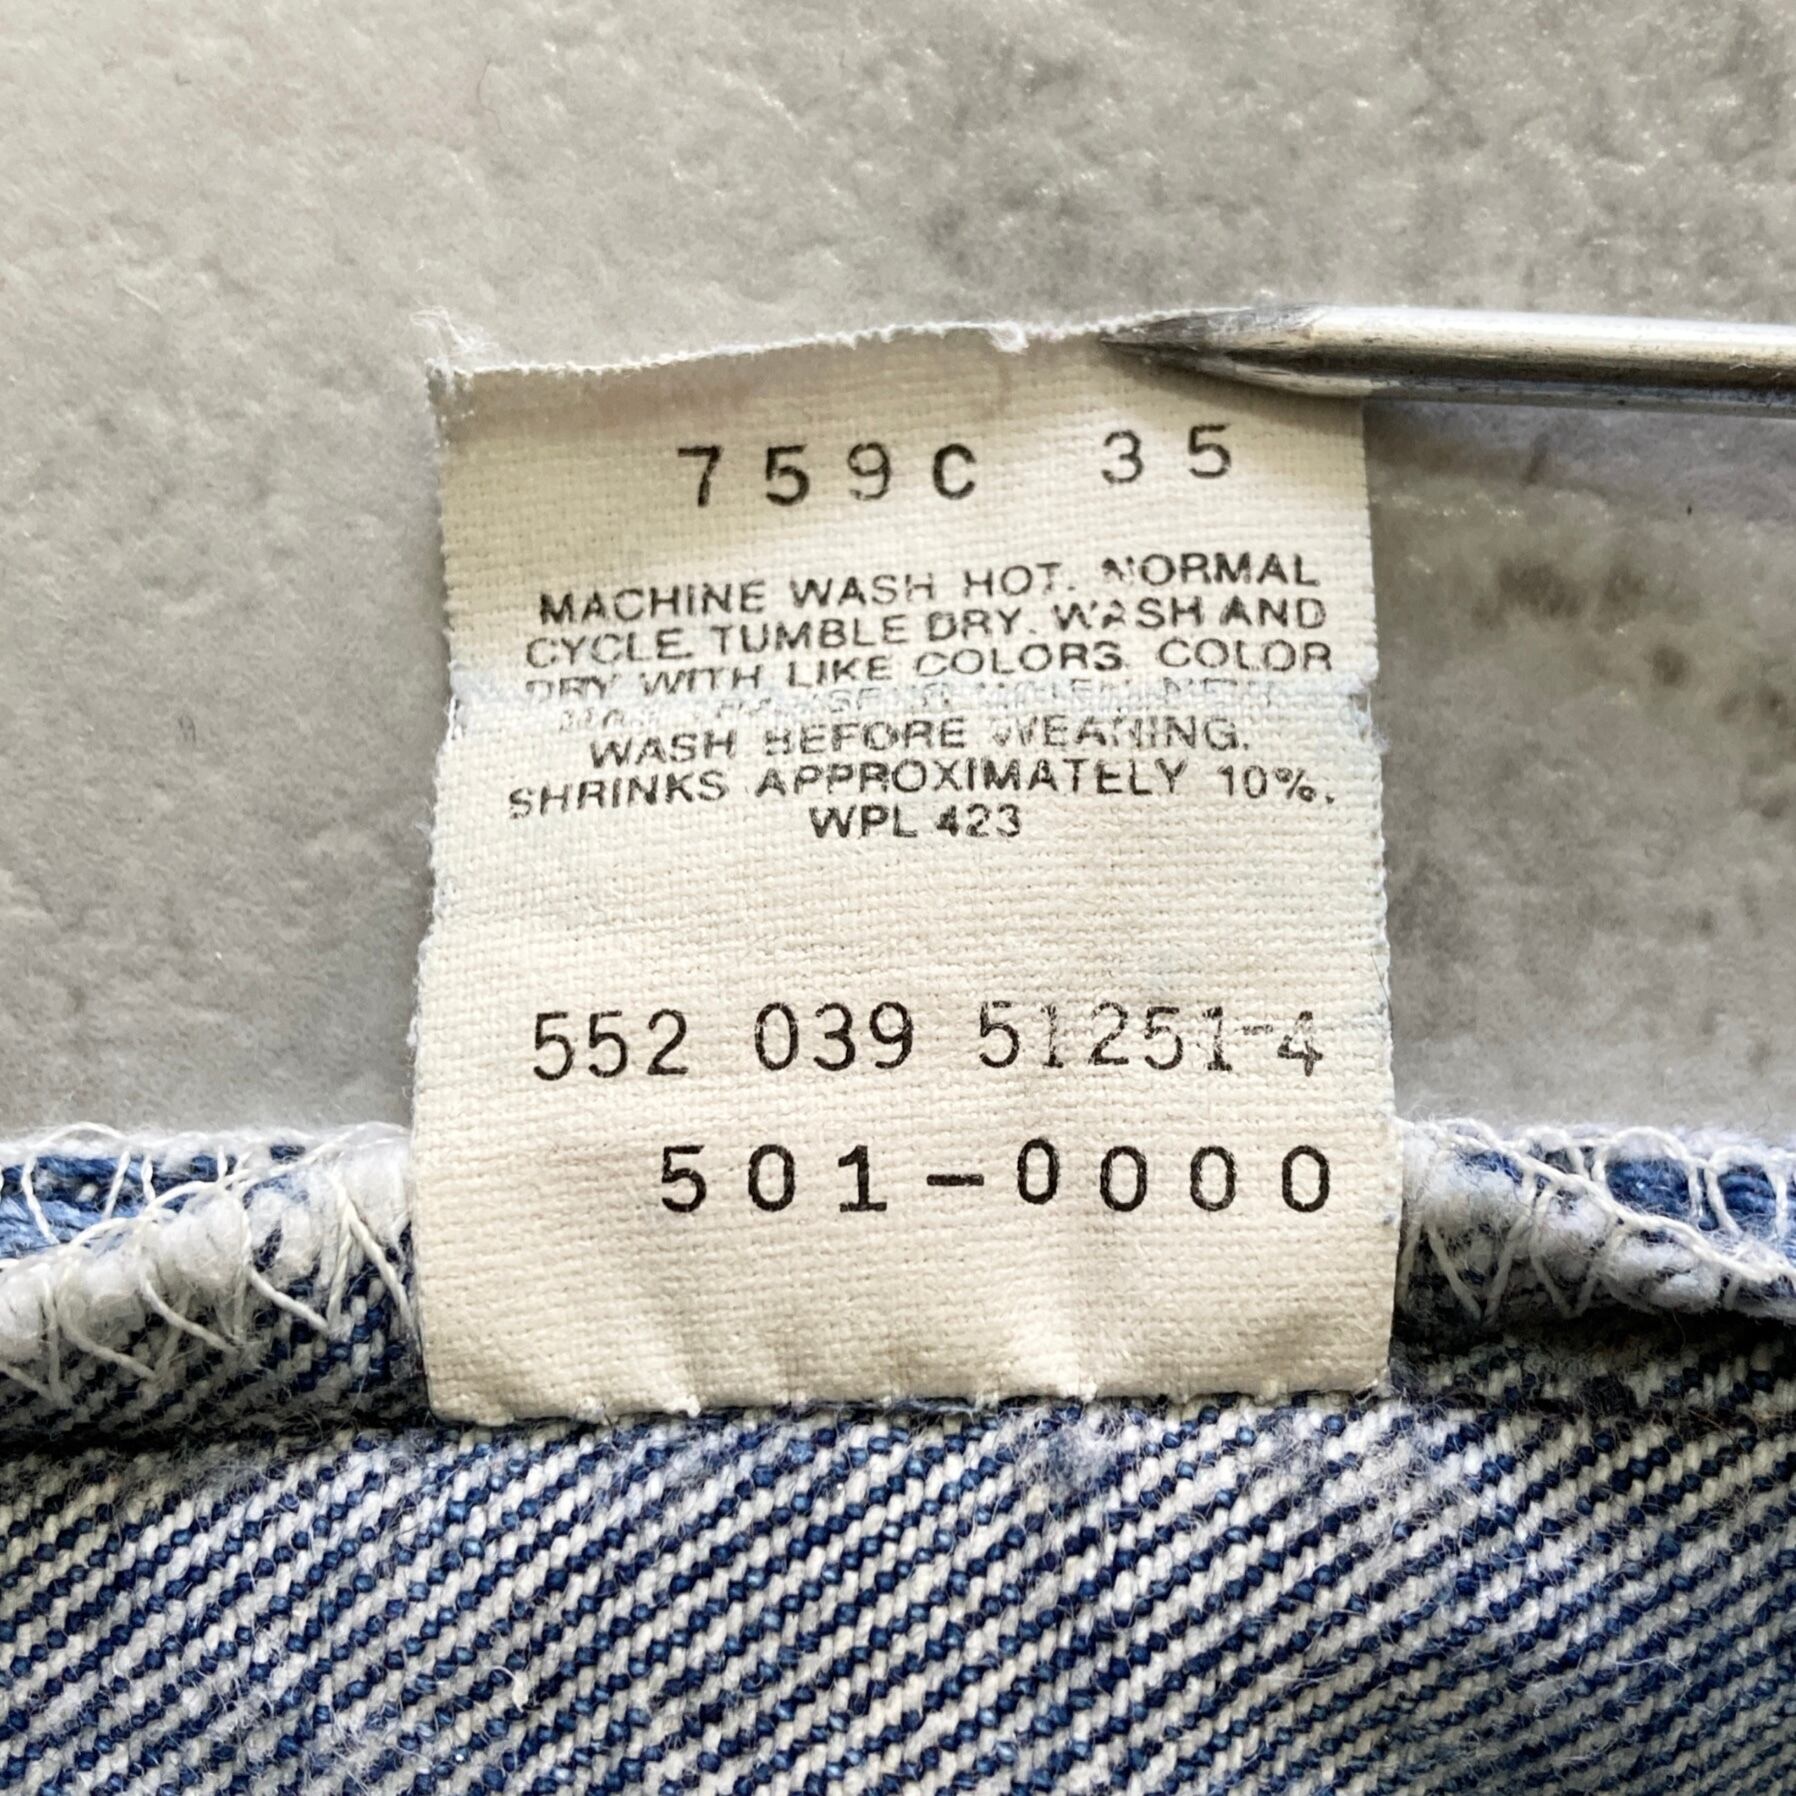 759C 35
MACHINE WASH HOT. NORMAL
CYCLE. TUMBLE DRY. WASH AND
DRY WITH LIKE COLORS. COLOR
WASH BEFORE WEARING.
SHRINKS APPROXIMATELY 10%.
WPL 423
552 039 51251-4
501-0000